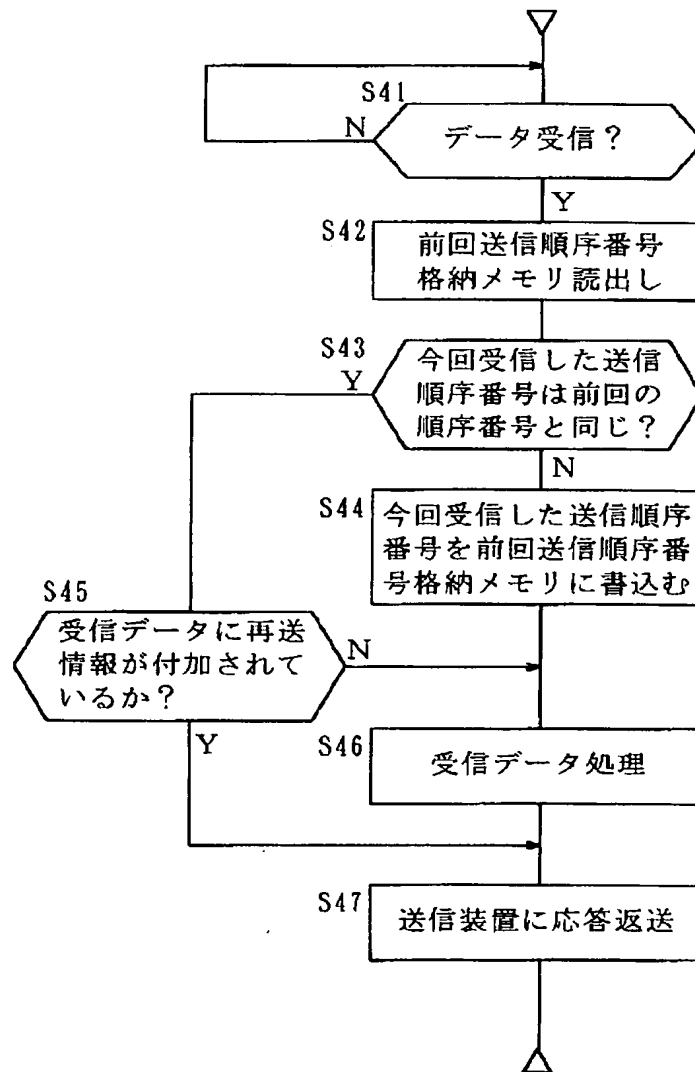 S41
N
データ受信？
Y
S42
前回送信順序番号
格納メモリ読出し
S43
Y
今回受信した送信
順序番号は前回の
順序番号と同じ？
N
S44
今回受信した送信順序
番号を前回送信順序番
号格納メモリに書込む
S45
受信データに再送
情報が付加されて
いるか？
N
Y
S46
受信データ処理
S47
送信装置に応答返送